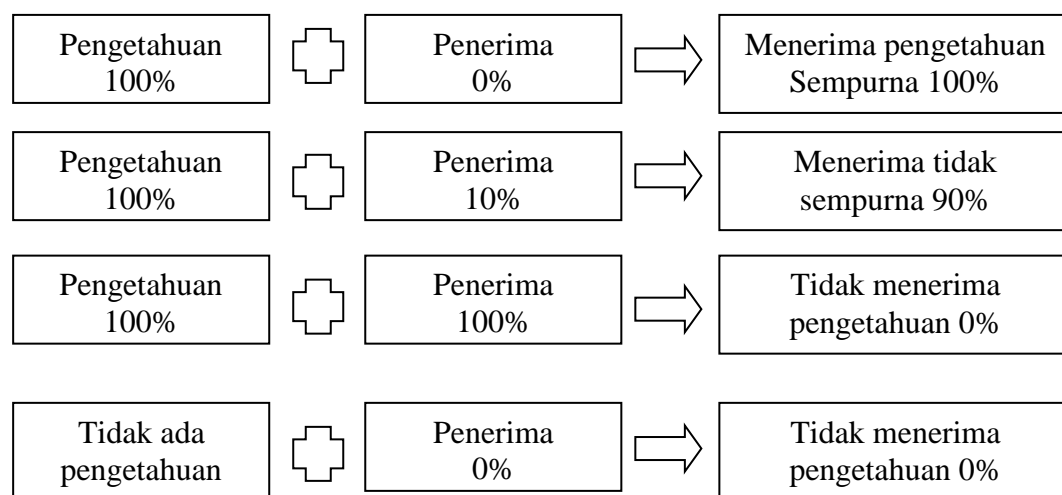 Pengetahuan
100%
Penerima
0%
Menerima pengetahuan
Sempurna 100%
Pengetahuan
100%
Penerima
10%
Menerima tidak
sempurna 90%
Pengetahuan
100%
Penerima
100%
Tidak menerima
pengetahuan 0%
Tidak ada
pengetahuan
Penerima
0%
Tidak menerima
pengetahuan 0%